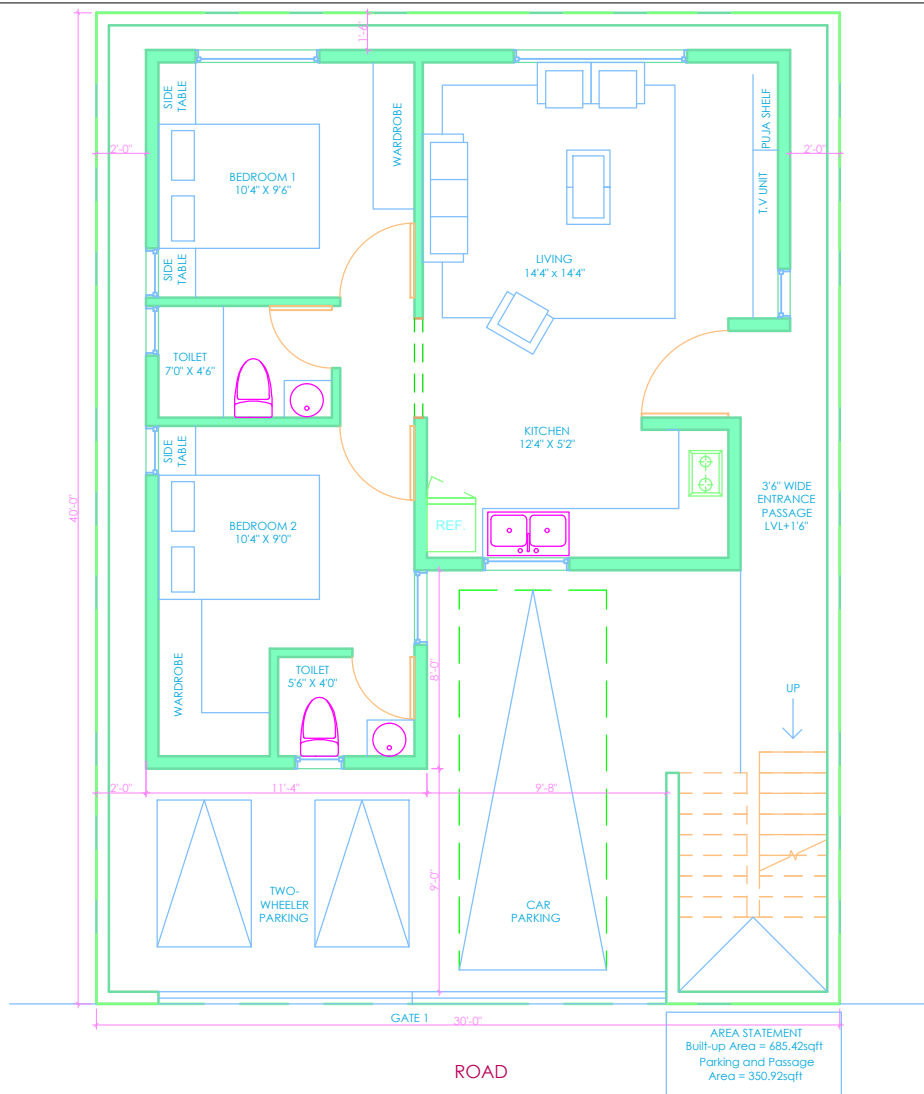 1'-6"
SIDE
TABLE
WARDROBE
PUJA SHELF
2'-0"
2'-0"
BEDROOM 1
10'4" X 9'6"
T.V UNIT
SIDE
TABLE
LIVING
14'4" x 14'4"
TOILET
7'0" X 4'6"
SIDE
TABLE
KITCHEN
12'4" X 5'2"
40'-0"
BEDROOM 2
10'4" X 9'0"
REF.
3'6" WIDE
ENTRANCE
PASSAGE
LVL+1'6"
WARDROBE
TOILET
5'6" X 4'0"
8'-0"
UP
2'-0"
11'-4"
9'-8"
TWO-
WHEELER
PARKING
9'-0"
CAR
PARKING
GATE 1
30'-0"
ROAD
AREA STATEMENT
Built-up Area = 685.42sqft
Parking and Passage
Area = 350.92sqft